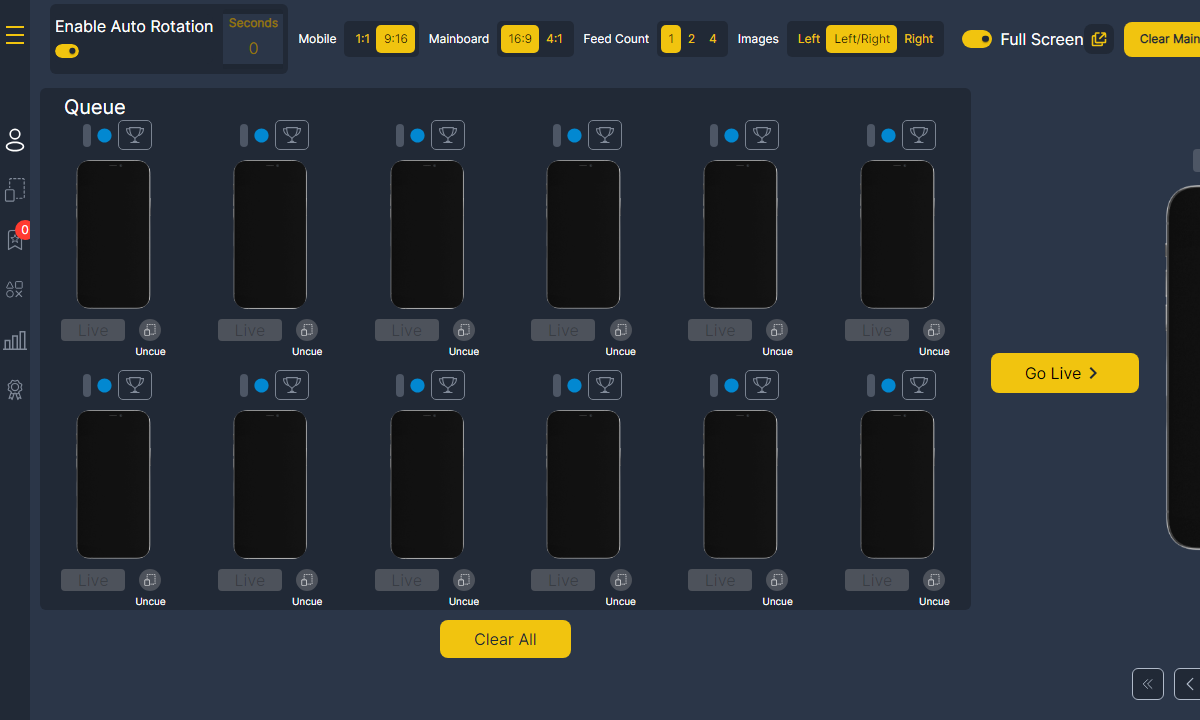 Enable Auto Rotation
Seconds
0
Mobile 1:1 9:16 Mainboard 16:9 4:1 Feed Count 1 2 4 Images Left Left/Right Right Full Screen Clear Main
Queue
0
Live Live Live Live Live Live
Uncue Uncue Uncue Uncue Uncue Uncue
Go Live
Live Live Live Live Live Live
Uncue Uncue Uncue Uncue Uncue Uncue
Clear All